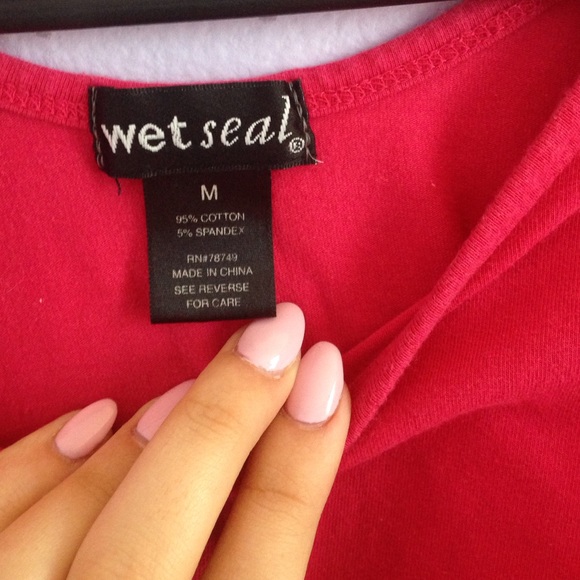 wet seal®
M
95% COTTON
5% SPANDEX
RN#78749
MADE IN CHINA
SEE REVERSE
FOR CARE